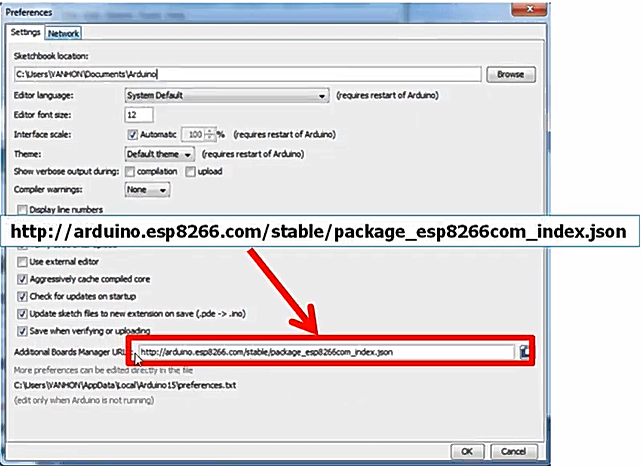 Preferences
Settings Network
Sketchbook location:
C:\Users\VANHON\Documents\Arduino
Browse
Editor language: System Default (requires restart of Arduino)
Editor font size: 12
Interface scale: Automatic 100 % (requires restart of Arduino)
Theme: Default theme (requires restart of Arduino)
Show verbose output during: compilation upload
Compiler warnings: None
Display line numbers
http://arduino.esp8266.com/stable/package_esp8266com_index.json
Use external editor
Aggressively cache compiled core
Check for updates on startup
Update sketch files to new extension on save (.pde -> .ino)
Save when verifying or uploading
Additional Boards Manager URLs: http://arduino.esp8266.com/stable/package_esp8266com_index.json
More preferences can be edited directly in the file
C:\Users\VANHON\AppData\Local\Arduino15\preferences.txt
(edit only when Arduino is not running)
OK Cancel